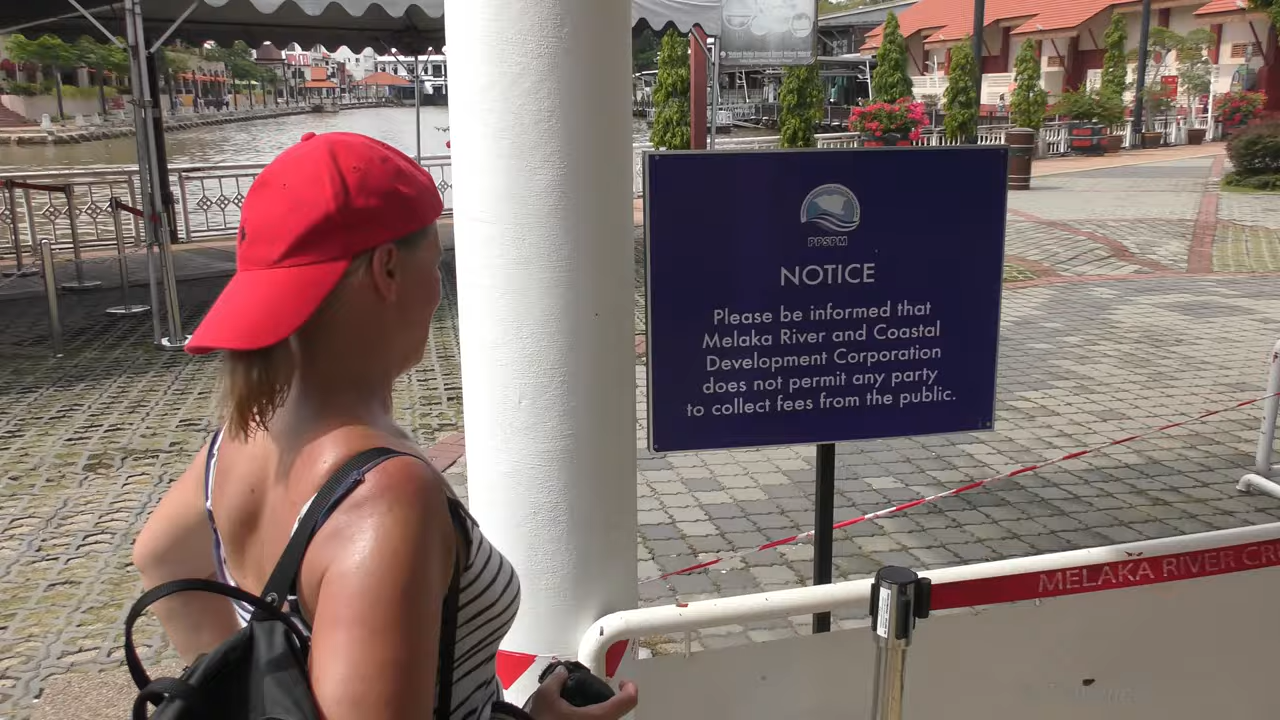 PPSPM
NOTICE
Please be informed that
Melaka River and Coastal
Development Corporation
does not permit any party
to collect fees from the public.
MELAKA RIVER CR